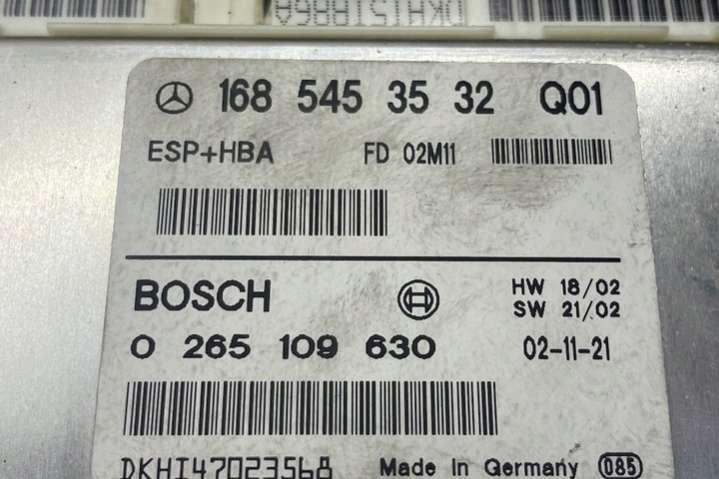 DKH151886A
168 545 35 32 Q01
ESP+HBA FD 02M11
BOSCH HW 18/02
SW 21/02
0 265 109 630 02-11-21
DKHI47023568 Made in Germany 085